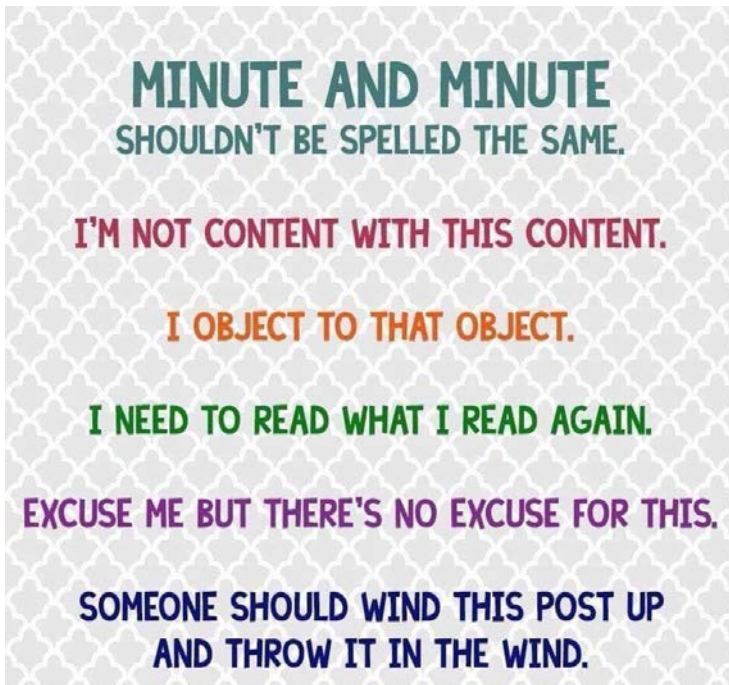 MINUTE AND MINUTE
SHOULDN'T BE SPELLED THE SAME.
I'M NOT CONTENT WITH THIS CONTENT.
I OBJECT TO THAT OBJECT.
I NEED TO READ WHAT I READ AGAIN.
EXCUSE ME BUT THERE'S NO EXCUSE FOR THIS.
SOMEONE SHOULD WIND THIS POST UP
AND THROW IT IN THE WIND.